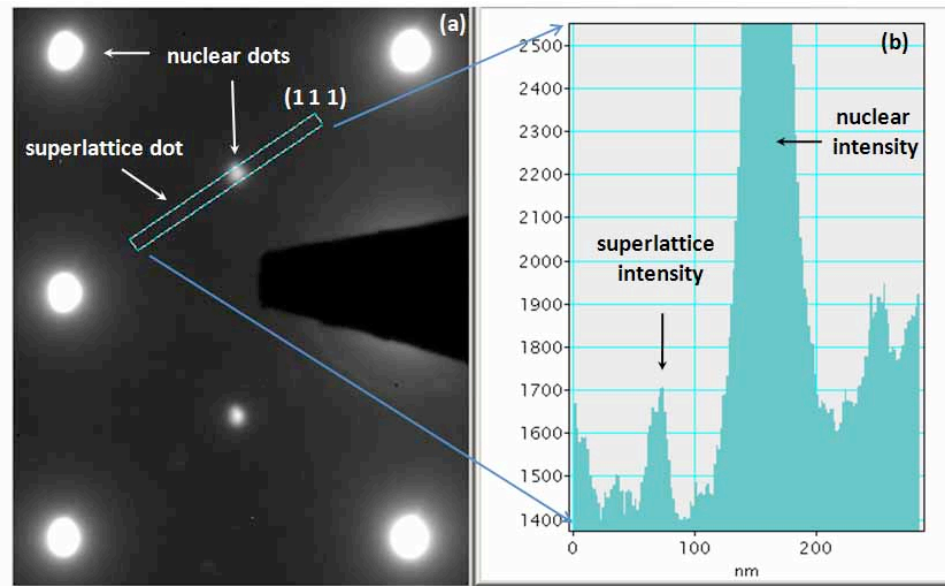 (a)
nuclear dots
(1 1 1)
superlattice dot
(b)
2500
2400
2300
2200
2100
2000
1900
1800
1700
1600
1500
1400
nuclear
intensity
superlattice
intensity
0
100
200
nm